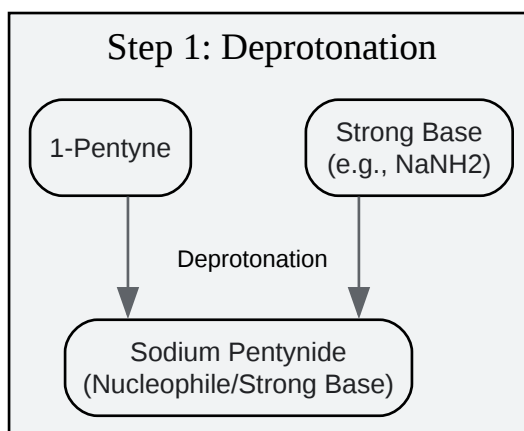 Step 1: Deprotonation
1-Pentyne
Strong Base
(e.g., NaNH2)
Deprotonation
Sodium Pentynide
(Nucleophile/Strong Base)